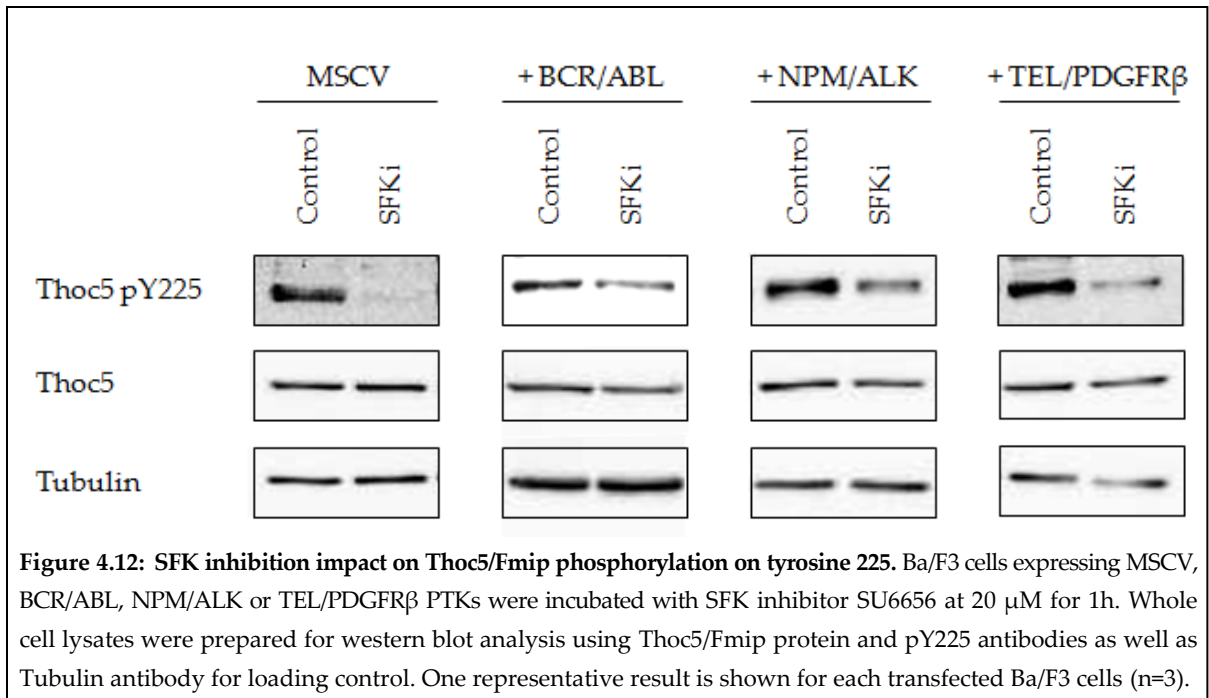 MSCV + BCR/ABL + NPM/ALK + TEL/PDGFRβ
Control SFKi Control SFKi Control SFKi Control SFKi
Thoc5 pY225
Thoc5
Tubulin
Figure 4.12: SFK inhibition impact on Thoc5/Fmip phosphorylation on tyrosine 225. Ba/F3 cells expressing MSCV,
BCR/ABL, NPM/ALK or TEL/PDGFRβ PTKs were incubated with SFK inhibitor SU6656 at 20 µM for 1h. Whole
cell lysates were prepared for western blot analysis using Thoc5/Fmip protein and pY225 antibodies as well as
Tubulin antibody for loading control. One representative result is shown for each transfected Ba/F3 cells (n=3).